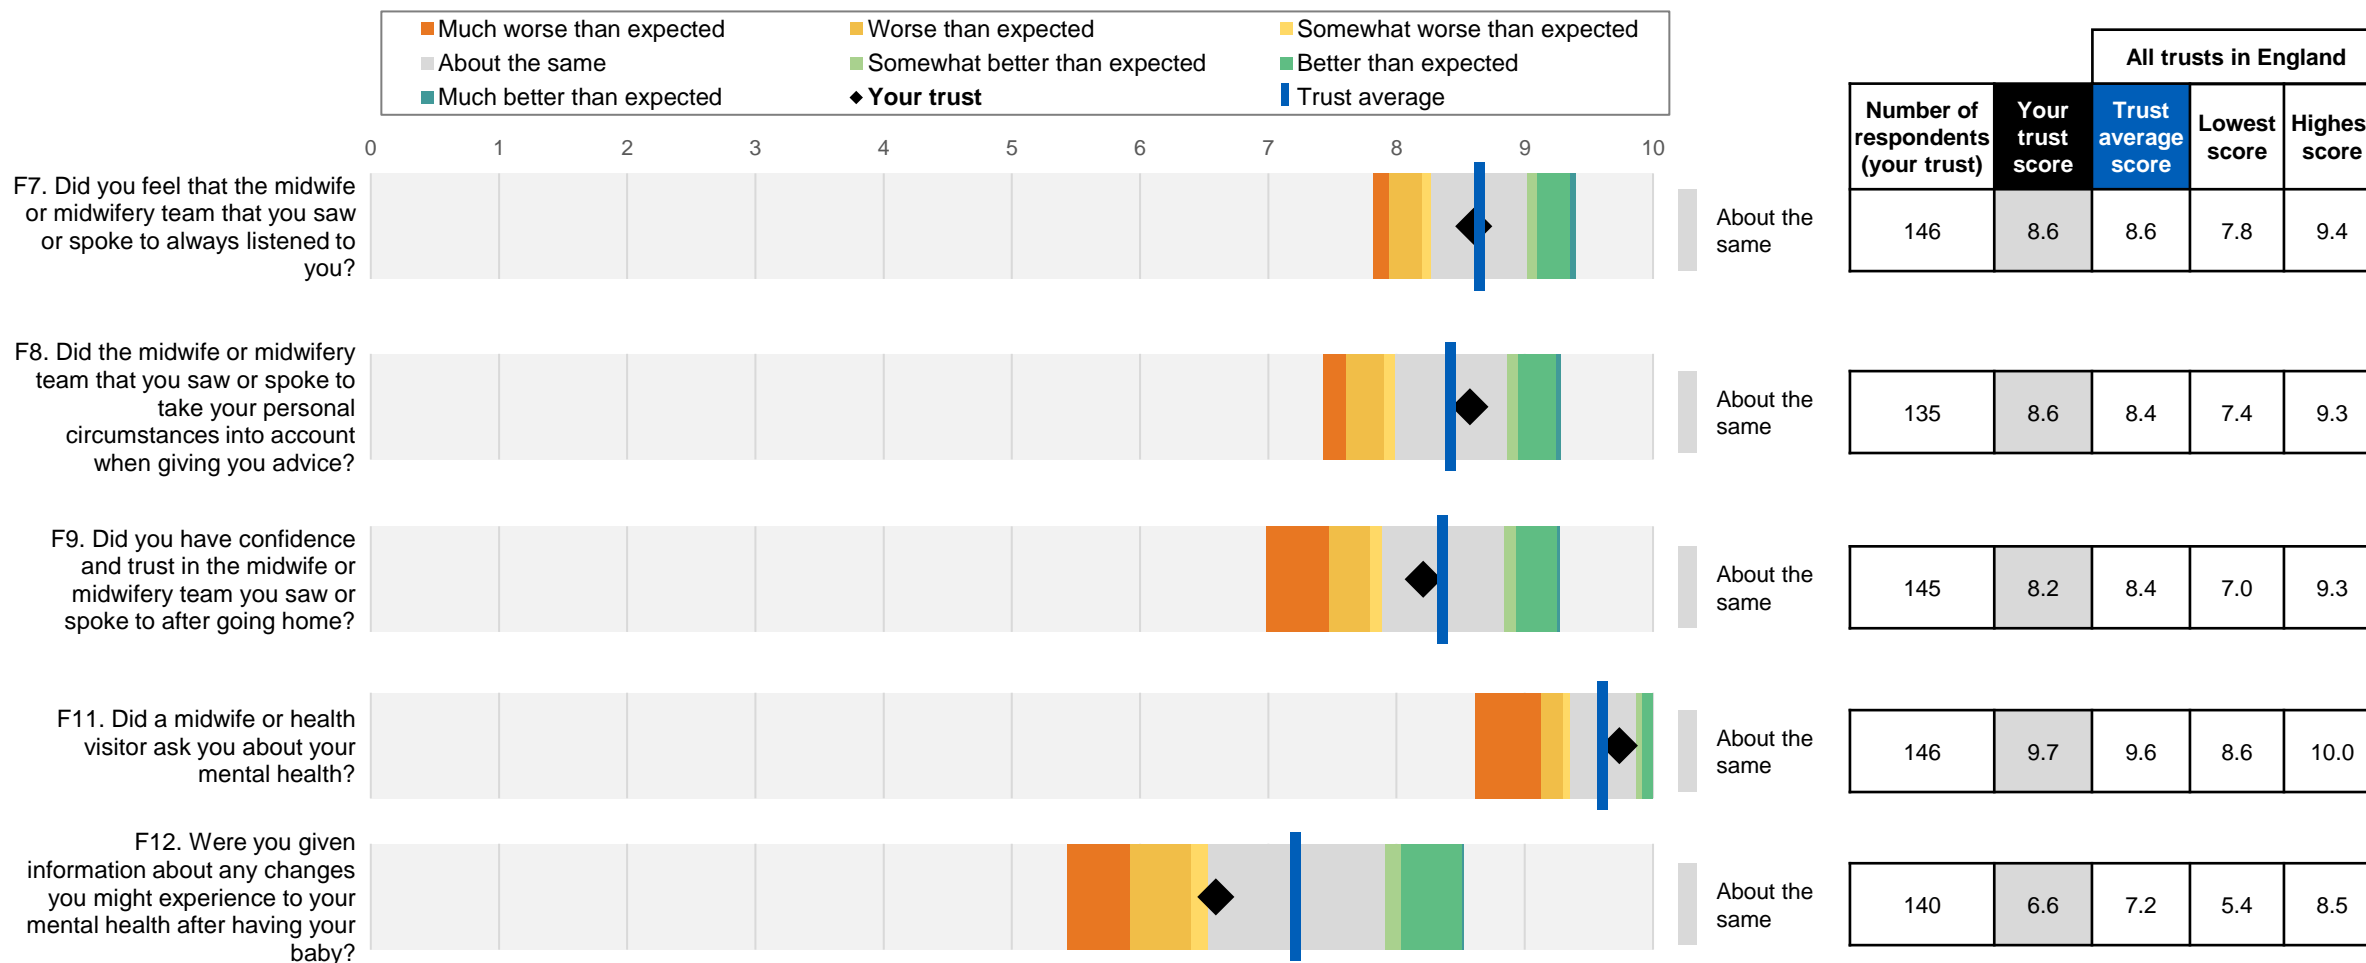 Much worse than expected
Worse than expected
Somewhat worse than expected
About the same
Somewhat better than expected
Better than expected
Much better than expected
Your trust
Trust average
All trusts in England
Number of
respondents
(your trust)
Your
trust
score
Trust
average
score
Lowest
score
Highes
score
0 1 2 3 4 5 6 7 8 9 10
F7. Did you feel that the midwife
or midwifery team that you saw
or spoke to always listened to
you?
About the
same
146 8.6 8.6 7.8 9.4
F8. Did the midwife or midwifery
team that you saw or spoke to
take your personal
circumstances into account
when giving you advice?
About the
same
135 8.6 8.4 7.4 9.3
F9. Did you have confidence
and trust in the midwife or
midwifery team you saw or
spoke to after going home?
About the
same
145 8.2 8.4 7.0 9.3
F11. Did a midwife or health
visitor ask you about your
mental health?
About the
same
146 9.7 9.6 8.6 10.0
F12. Were you given
information about any changes
you might experience to your
mental health after having your
baby?
About the
same
140 6.6 7.2 5.4 8.5